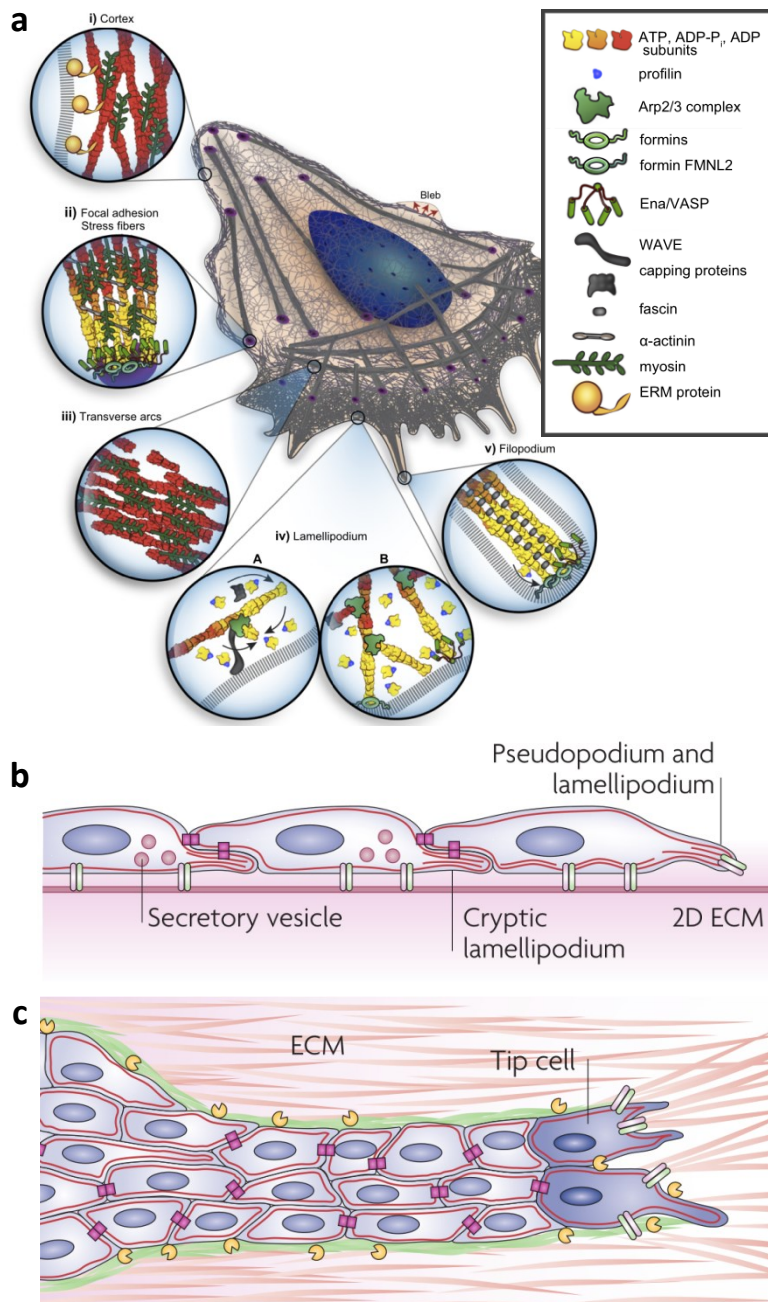 a
i) Cortex
ii) Focal adhesion
Stress fibers
Bleb
iii) Transverse arcs
iv) Lamellipodium
A
B
v) Filopodium
ATP, ADP-Pi, ADP
subunits
profilin
Arp2/3 complex
formins
formin FMNL2
Ena/VASP
WAVE
capping proteins
fascin
α-actinin
myosin
ERM protein
b
Pseudopodium and
lamellipodium
Secretory vesicle
Cryptic
lamellipodium
2D ECM
c
ECM
Tip cell